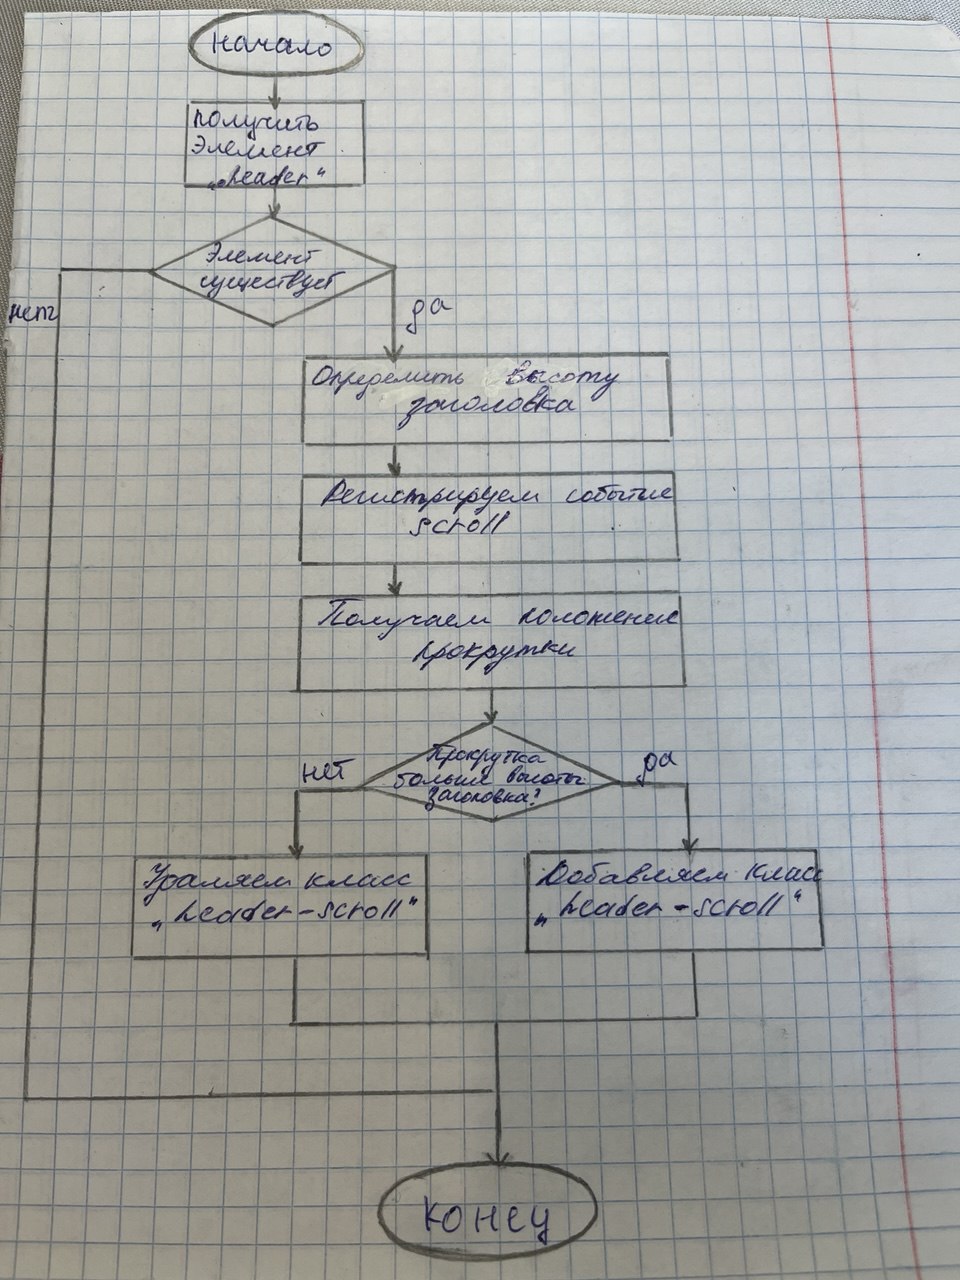 Начало
Получить
Элемент
„header“
Элемент
существует
нет
да
Определить высоту
заголовка
Регистрируем событие
scroll
Получаем положение
прокрутки
Прокрутка
больше высоты
заголовка?
нет
да
Удаляем класс
„header-scroll“
Добавляем класс
„header-scroll“
Конец